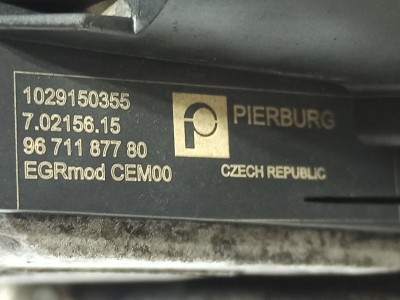 1029150355
7.02156.15
96 711 877 80
EGRmod CEM00
PIERBURG
CZECH REPUBLIC